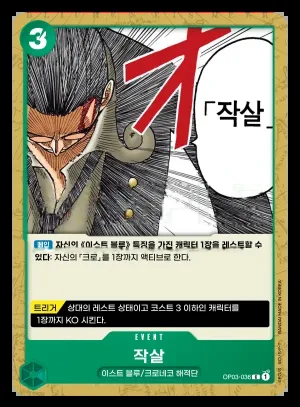 3
「작살」
메인 자신의 《이스트 블루》 특징을 가진 캐릭터 1장을 레스트할 수
있다: 자신의 「크로」를 1장까지 액티브로 한다.
트리거 상대의 레스트 상태이고 코스트 3 이하인 캐릭터를
1장까지 KO 시킨다.
EVENT
작살
이스트 블루/크로네코 해적단
OP03-036